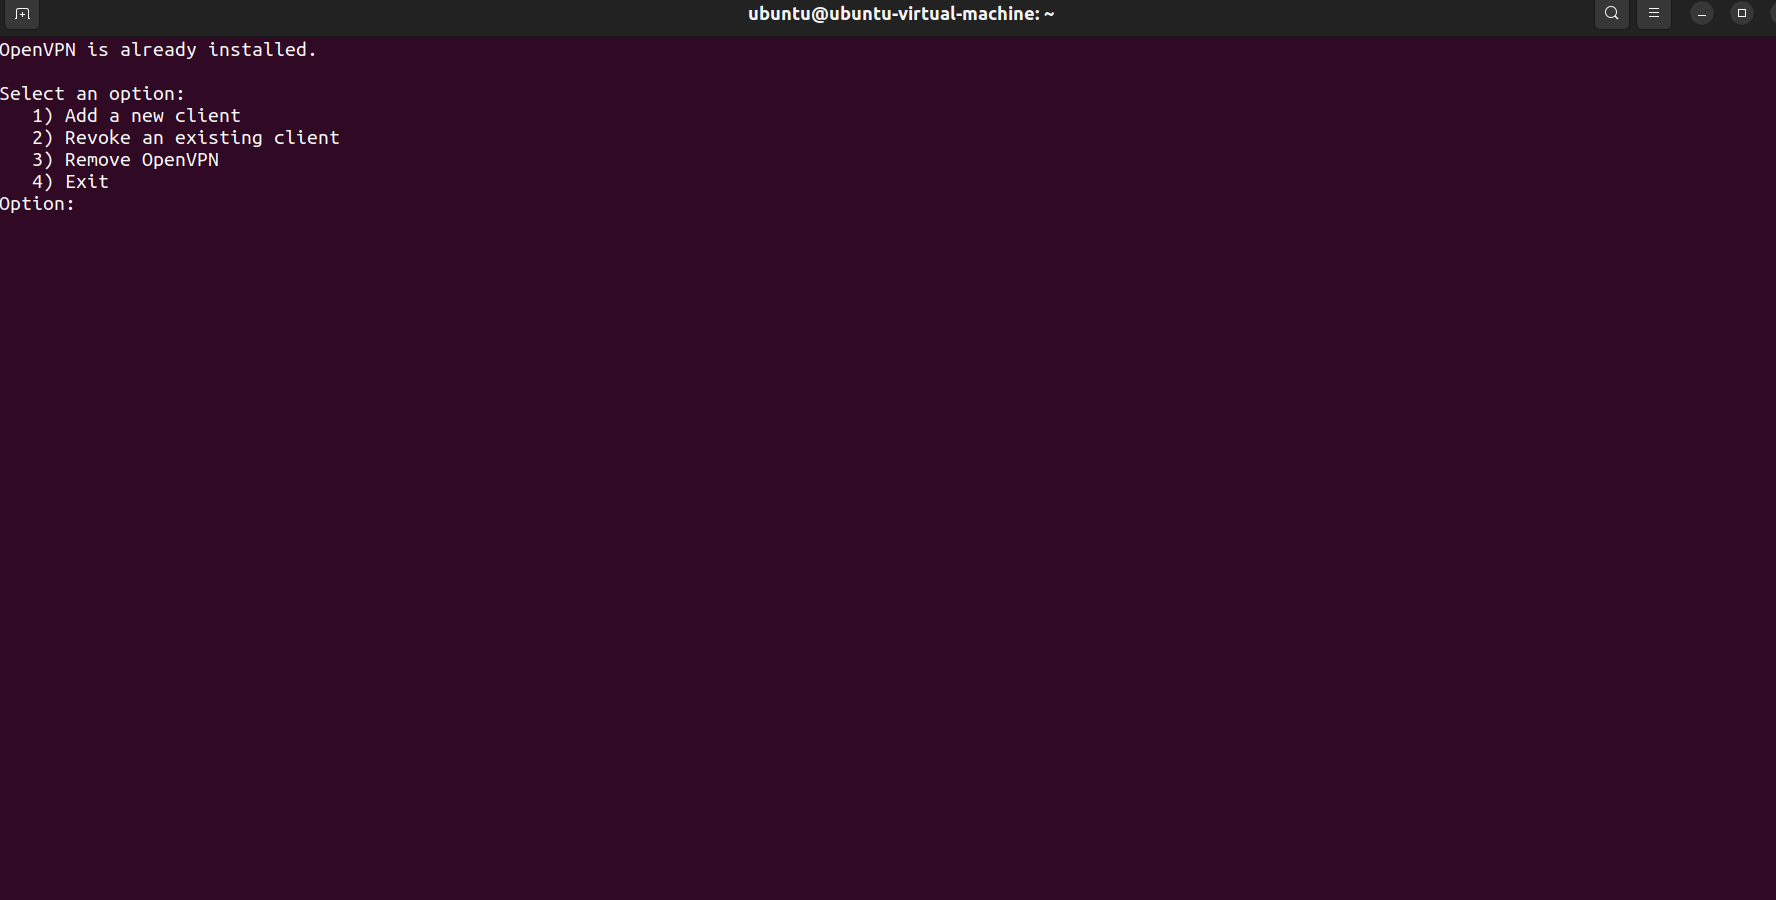 ubuntu@ubuntu-virtual-machine: ~
OpenVPN is already installed.
Select an option:
1) Add a new client
2) Revoke an existing client
3) Remove OpenVPN
4) Exit
Option: